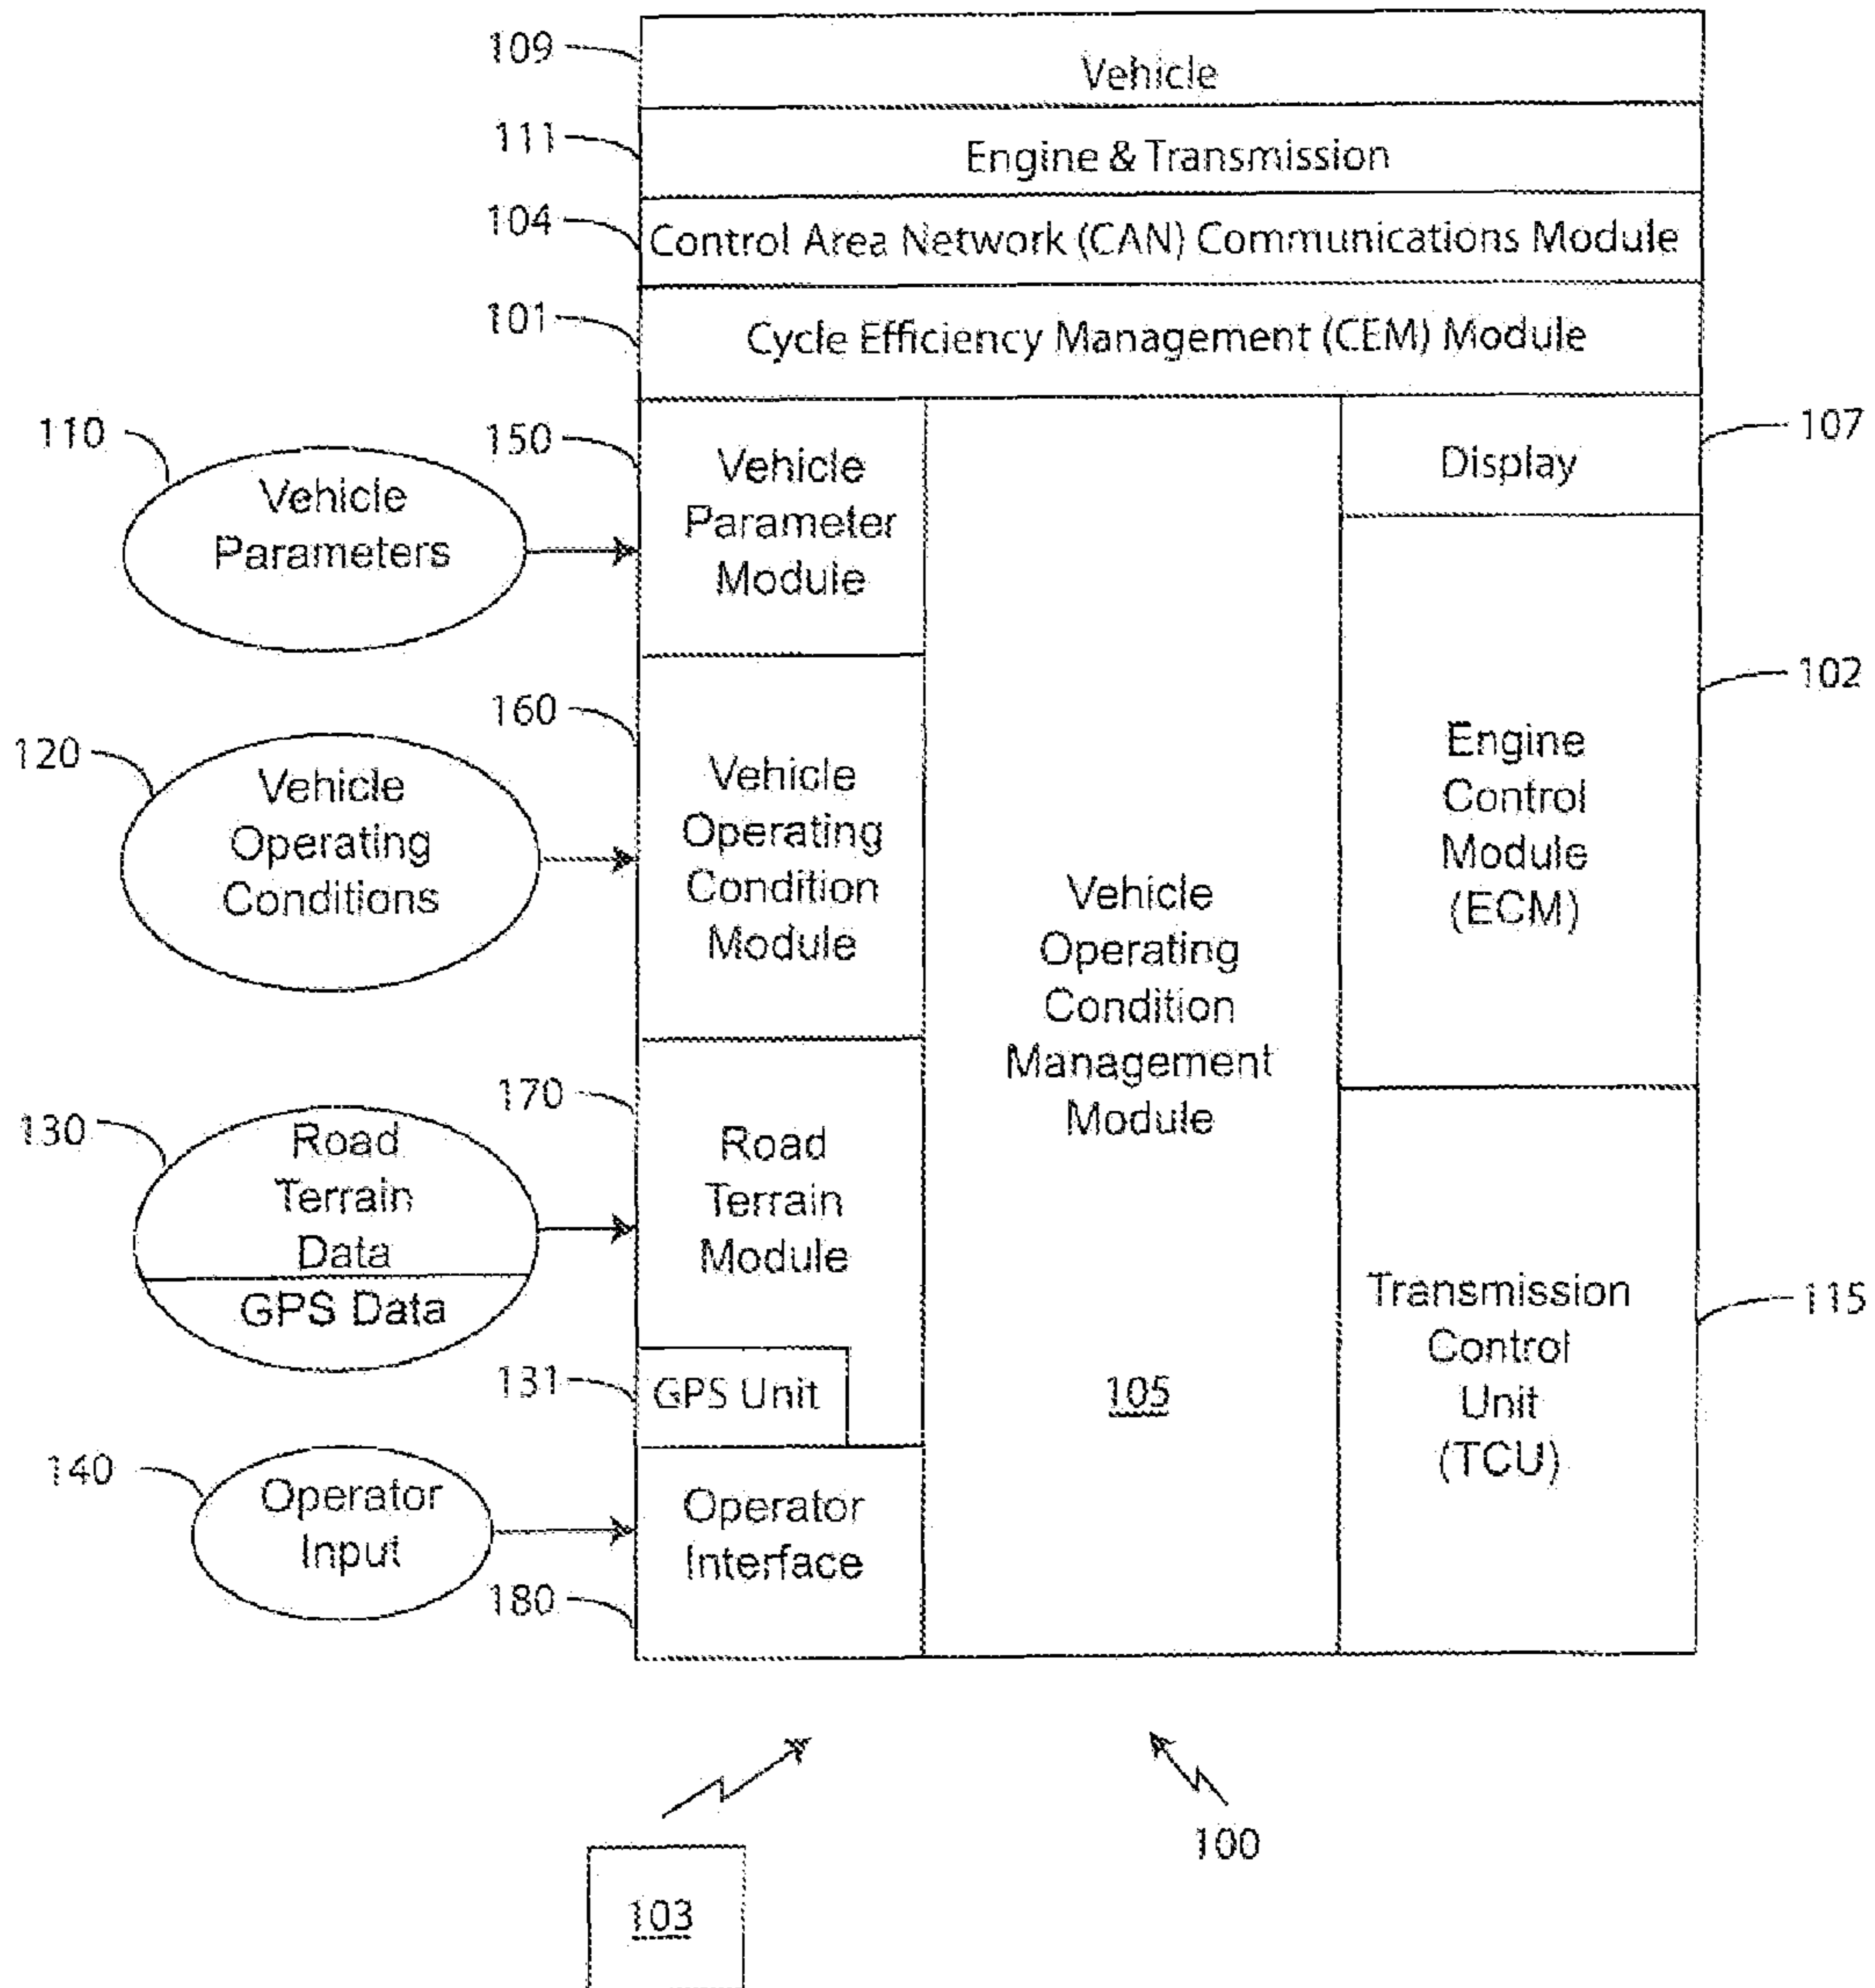 109
Vehicle
111
Engine & Transmission
104
Control Area Network (CAN) Communications Module
101
Cycle Efficiency Management (CEM) Module
110
Vehicle
Parameters
150
Vehicle
Parameter
Module
Display
107
120
Vehicle
Operating
Conditions
160
Vehicle
Operating
Condition
Module
Vehicle
Operating
Condition
Management
Module
105
Engine
Control
Module
(ECM)
102
130
Road
Terrain
Data
GPS Data
170
Road
Terrain
Module
131
GPS Unit
Transmission
Control
Unit
(TCU)
115
140
Operator
Input
Operator
Interface
180
103
100